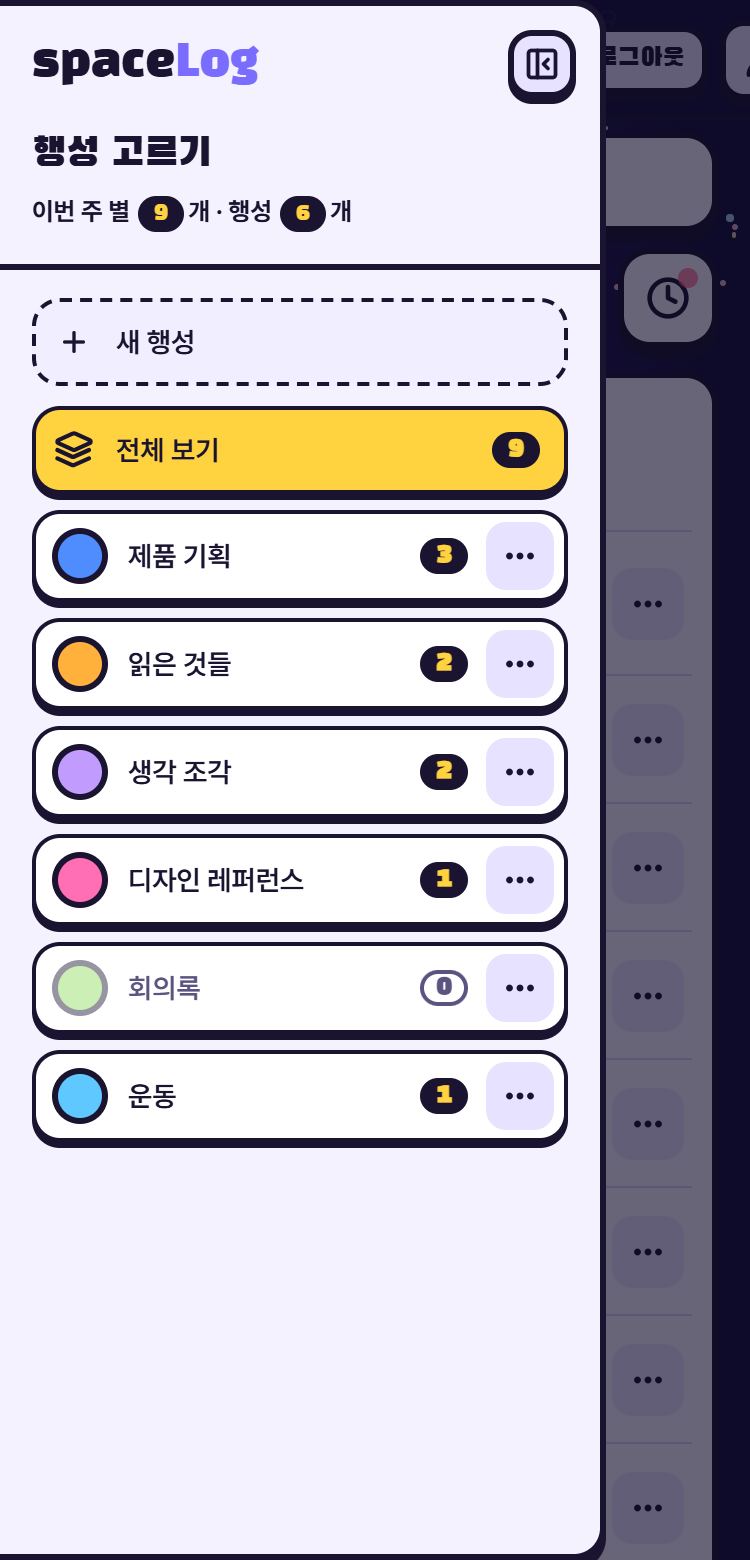 spaceLog
로그아웃
행성 고르기
이번 주 별 9 개 · 행성 6 개
새 행성
전체 보기 9
제품 기획 3
읽은 것들 2
생각 조각 2
디자인 레퍼런스 1
회의록 0
운동 1